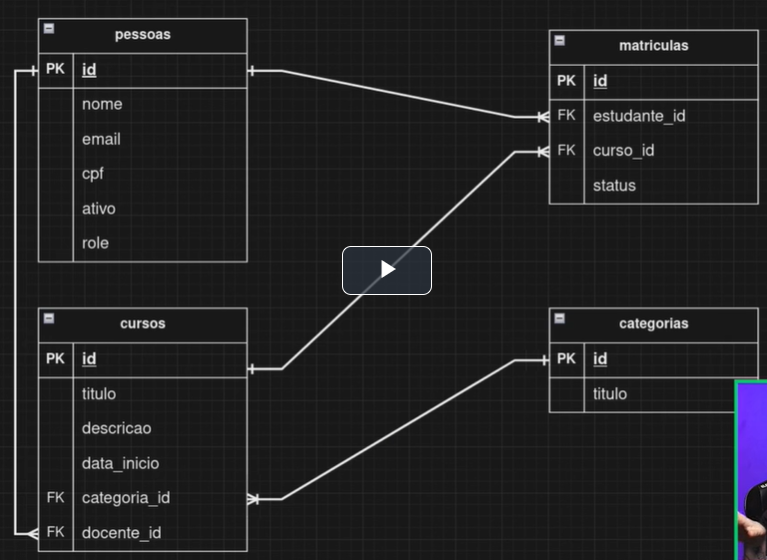 pessoas
PK id
nome
email
cpf
ativo
role
matriculas
PK id
FK estudante_id
FK curso_id
status
cursos
PK id
titulo
descricao
data_inicio
FK categoria_id
FK docente_id
categorias
PK id
titulo